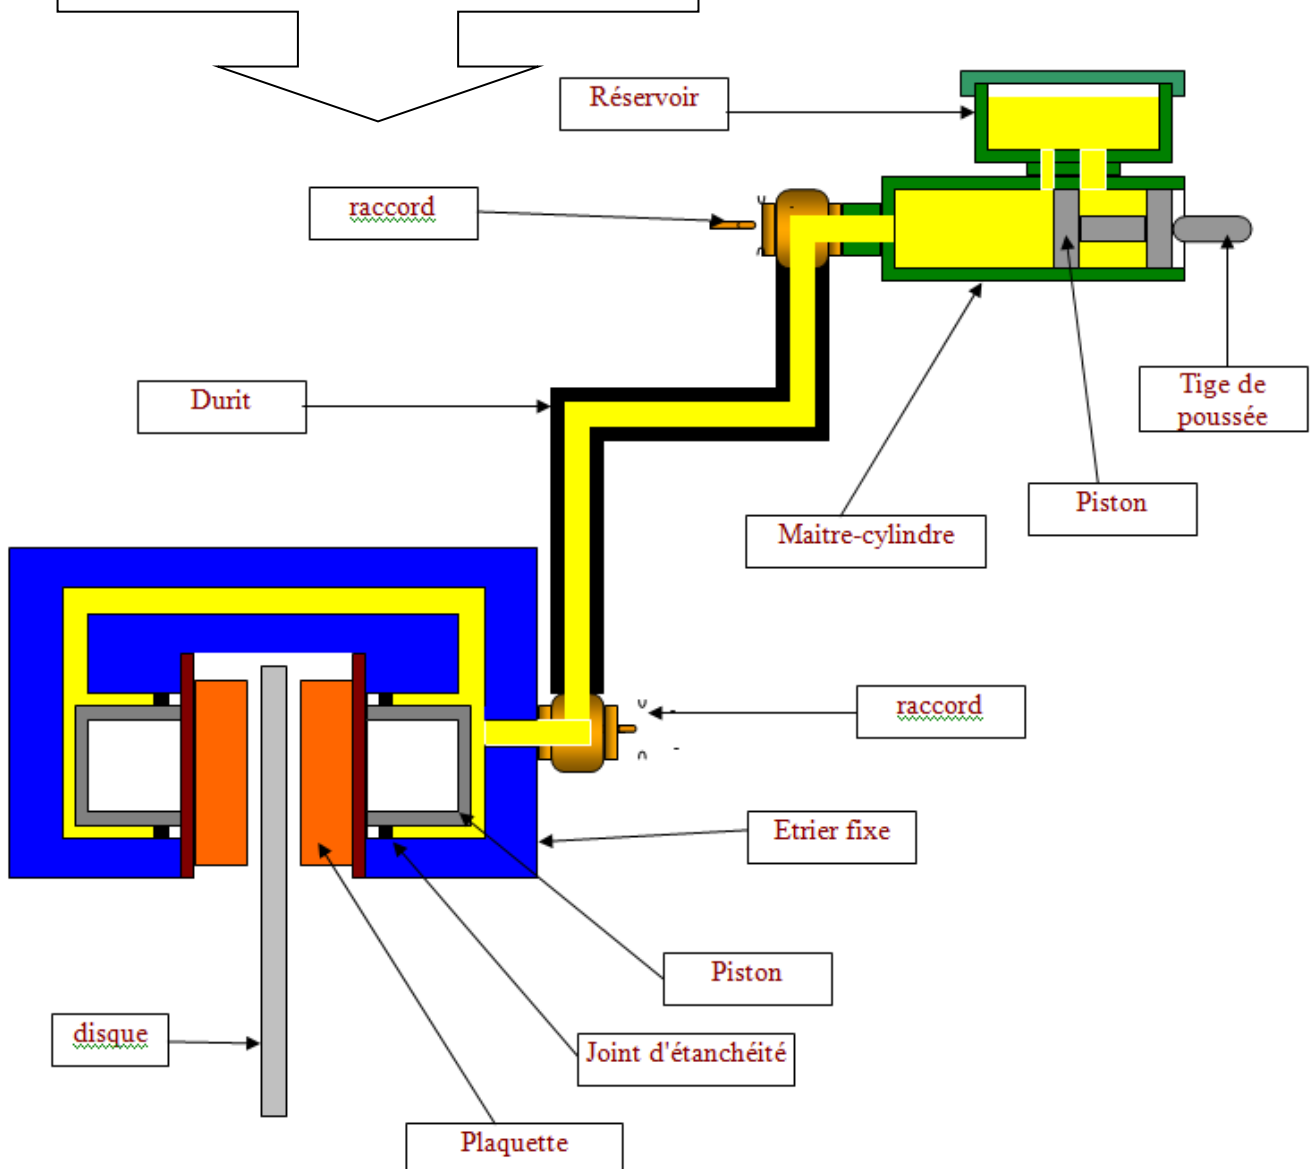 Réservoir
raccord
Durit
Tige de
poussée
Piston
Maitre-cylindre
raccord
Etrier fixe
Piston
disque
Joint d'étanchéité
Plaquette